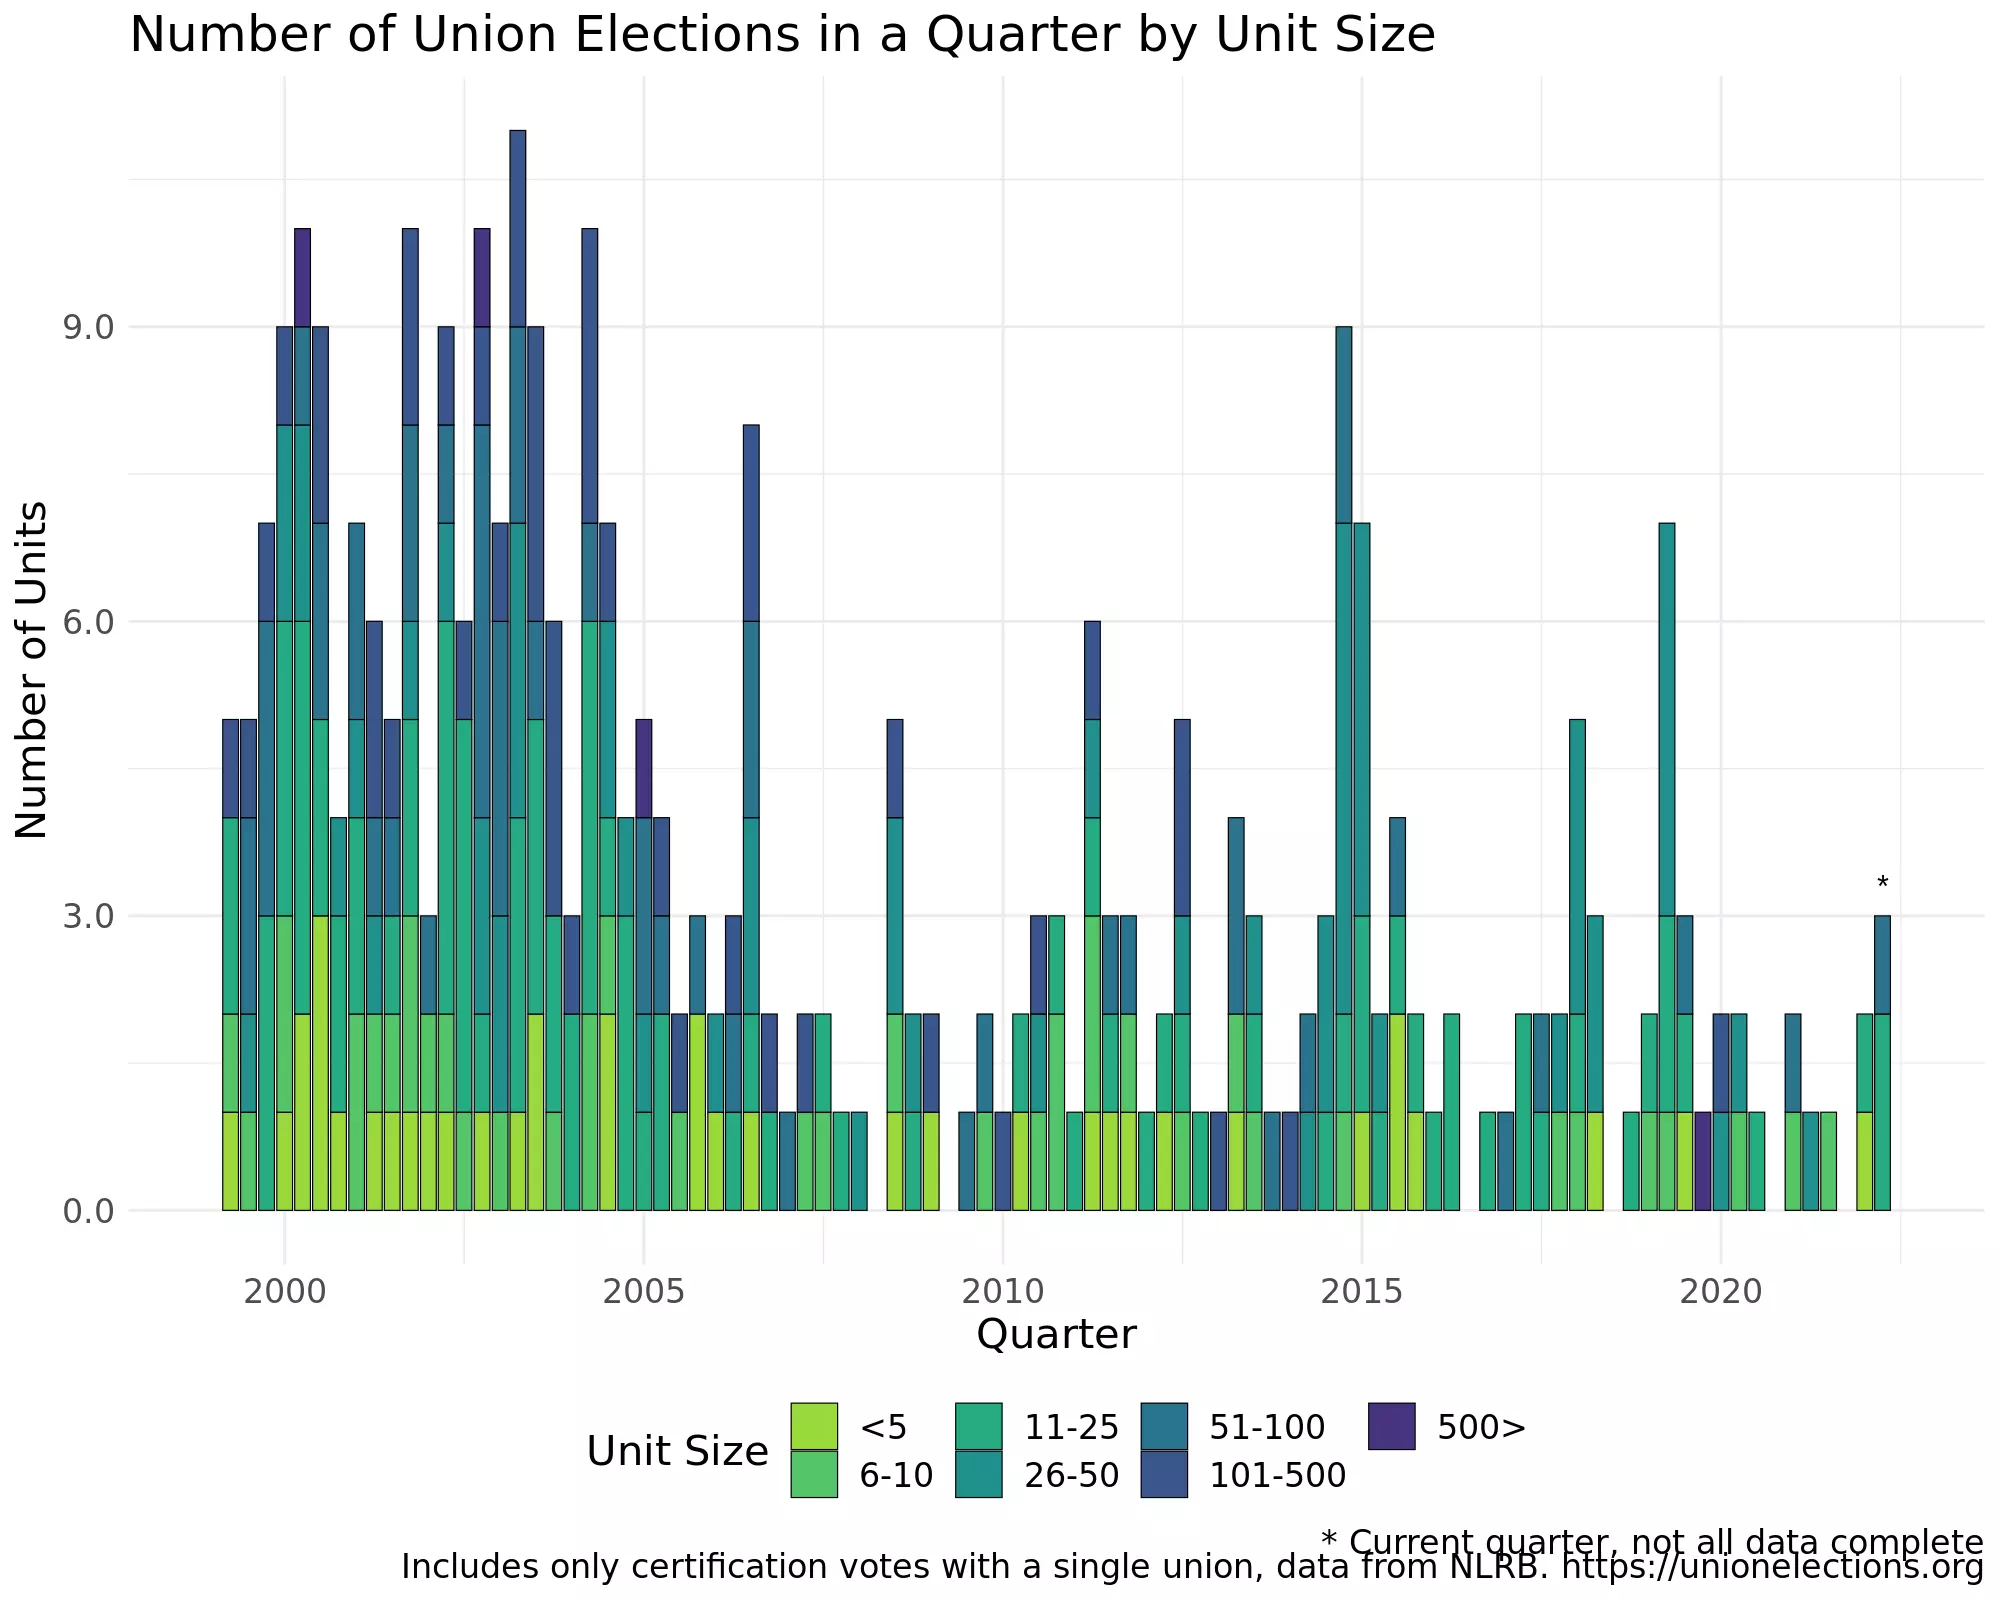 Number of Union Elections in a Quarter by Unit Size
Number of Units
9.0
6.0
3.0
0.0
*
2000 2005 2010 2015 2020
Quarter
Unit Size
<5 11-25 51-100 500>
6-10 26-50 101-500
* Current quarter, not all data complete
Includes only certification votes with a single union, data from NLRB. https://unionelections.org